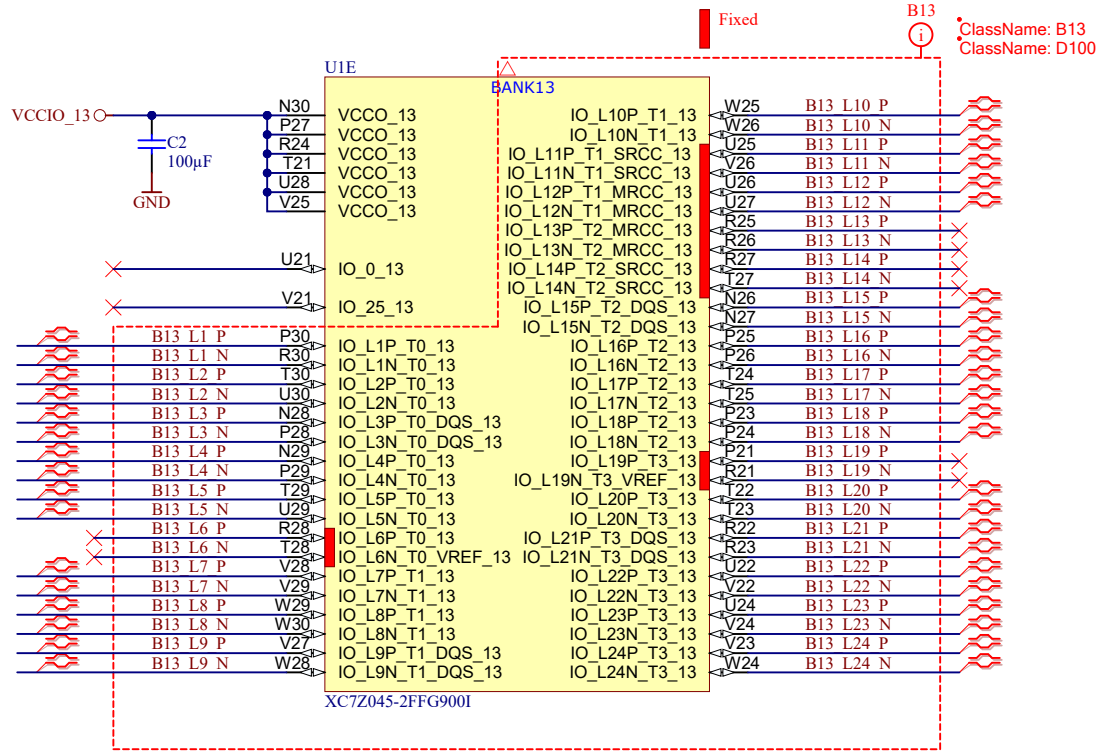 Fixed
B13
i
ClassName: B13
ClassName: D100
U1E
BANK13
VCCIO_13
C2
100µF
GND
N30 VCCO_13
P27 VCCO_13
R24 VCCO_13
T21 VCCO_13
U28 VCCO_13
V25 VCCO_13
U21 IO_0_13
V21 IO_25_13
B13_L1_P P30 IO_L1P_T0_13
B13_L1_N R30 IO_L1N_T0_13
B13_L2_P T30 IO_L2P_T0_13
B13_L2_N U30 IO_L2N_T0_13
B13_L3_P N28 IO_L3P_T0_DQS_13
B13_L3_N P28 IO_L3N_T0_DQS_13
B13_L4_P N29 IO_L4P_T0_13
B13_L4_N P29 IO_L4N_T0_13
B13_L5_P T29 IO_L5P_T0_13
B13_L5_N U29 IO_L5N_T0_13
B13_L6_P R28 IO_L6P_T0_13
B13_L6_N T28 IO_L6N_T0_VREF_13
B13_L7_P V28 IO_L7P_T1_13
B13_L7_N V29 IO_L7N_T1_13
B13_L8_P W29 IO_L8P_T1_13
B13_L8_N W30 IO_L8N_T1_13
B13_L9_P V27 IO_L9P_T1_DQS_13
B13_L9_N W28 IO_L9N_T1_DQS_13
IO_L10P_T1_13 W25 B13_L10_P
IO_L10N_T1_13 W26 B13_L10_N
IO_L11P_T1_SRCC_13 U25 B13_L11_P
IO_L11N_T1_SRCC_13 V26 B13_L11_N
IO_L12P_T1_MRCC_13 U26 B13_L12_P
IO_L12N_T1_MRCC_13 U27 B13_L12_N
IO_L13P_T2_MRCC_13 R25 B13_L13_P
IO_L13N_T2_MRCC_13 R26 B13_L13_N
IO_L14P_T2_SRCC_13 R27 B13_L14_P
IO_L14N_T2_SRCC_13 T27 B13_L14_N
IO_L15P_T2_DQS_13 N26 B13_L15_P
IO_L15N_T2_DQS_13 N27 B13_L15_N
IO_L16P_T2_13 P25 B13_L16_P
IO_L16N_T2_13 P26 B13_L16_N
IO_L17P_T2_13 T24 B13_L17_P
IO_L17N_T2_13 T25 B13_L17_N
IO_L18P_T2_13 P23 B13_L18_P
IO_L18N_T2_13 P24 B13_L18_N
IO_L19P_T3_13 P21 B13_L19_P
IO_L19N_T3_VREF_13 R21 B13_L19_N
IO_L20P_T3_13 T22 B13_L20_P
IO_L20N_T3_13 T23 B13_L20_N
IO_L21P_T3_DQS_13 R22 B13_L21_P
IO_L21N_T3_DQS_13 R23 B13_L21_N
IO_L22P_T3_13 U22 B13_L22_P
IO_L22N_T3_13 V22 B13_L22_N
IO_L23P_T3_13 U24 B13_L23_P
IO_L23N_T3_13 V24 B13_L23_N
IO_L24P_T3_13 V23 B13_L24_P
IO_L24N_T3_13 W24 B13_L24_N
XC7Z045-2FFG900I